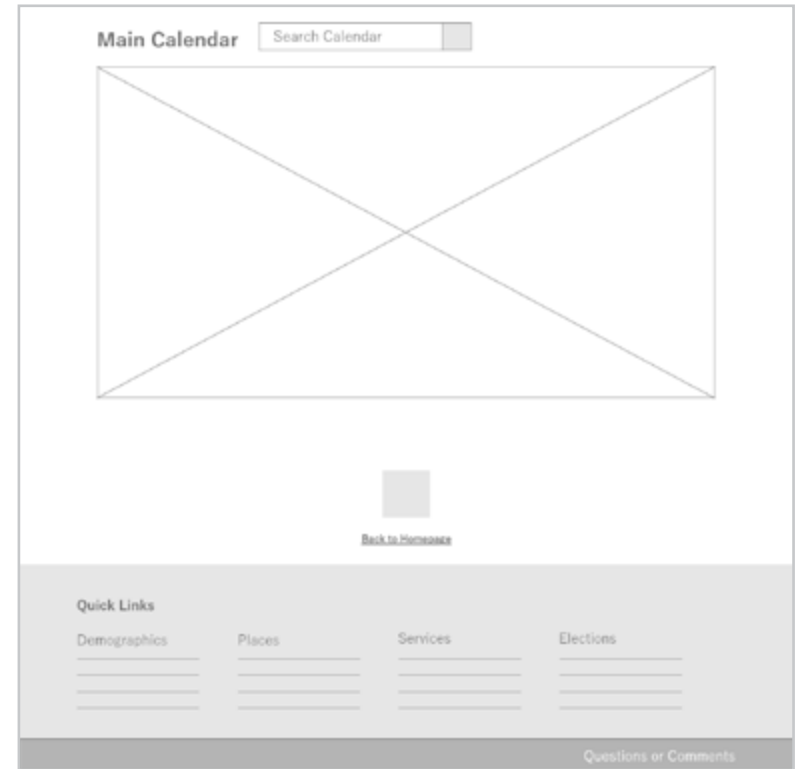 Main Calendar
Search Calendar
Back to Homepage
Quick Links
Demographics
Places
Services
Elections
Questions or Comments